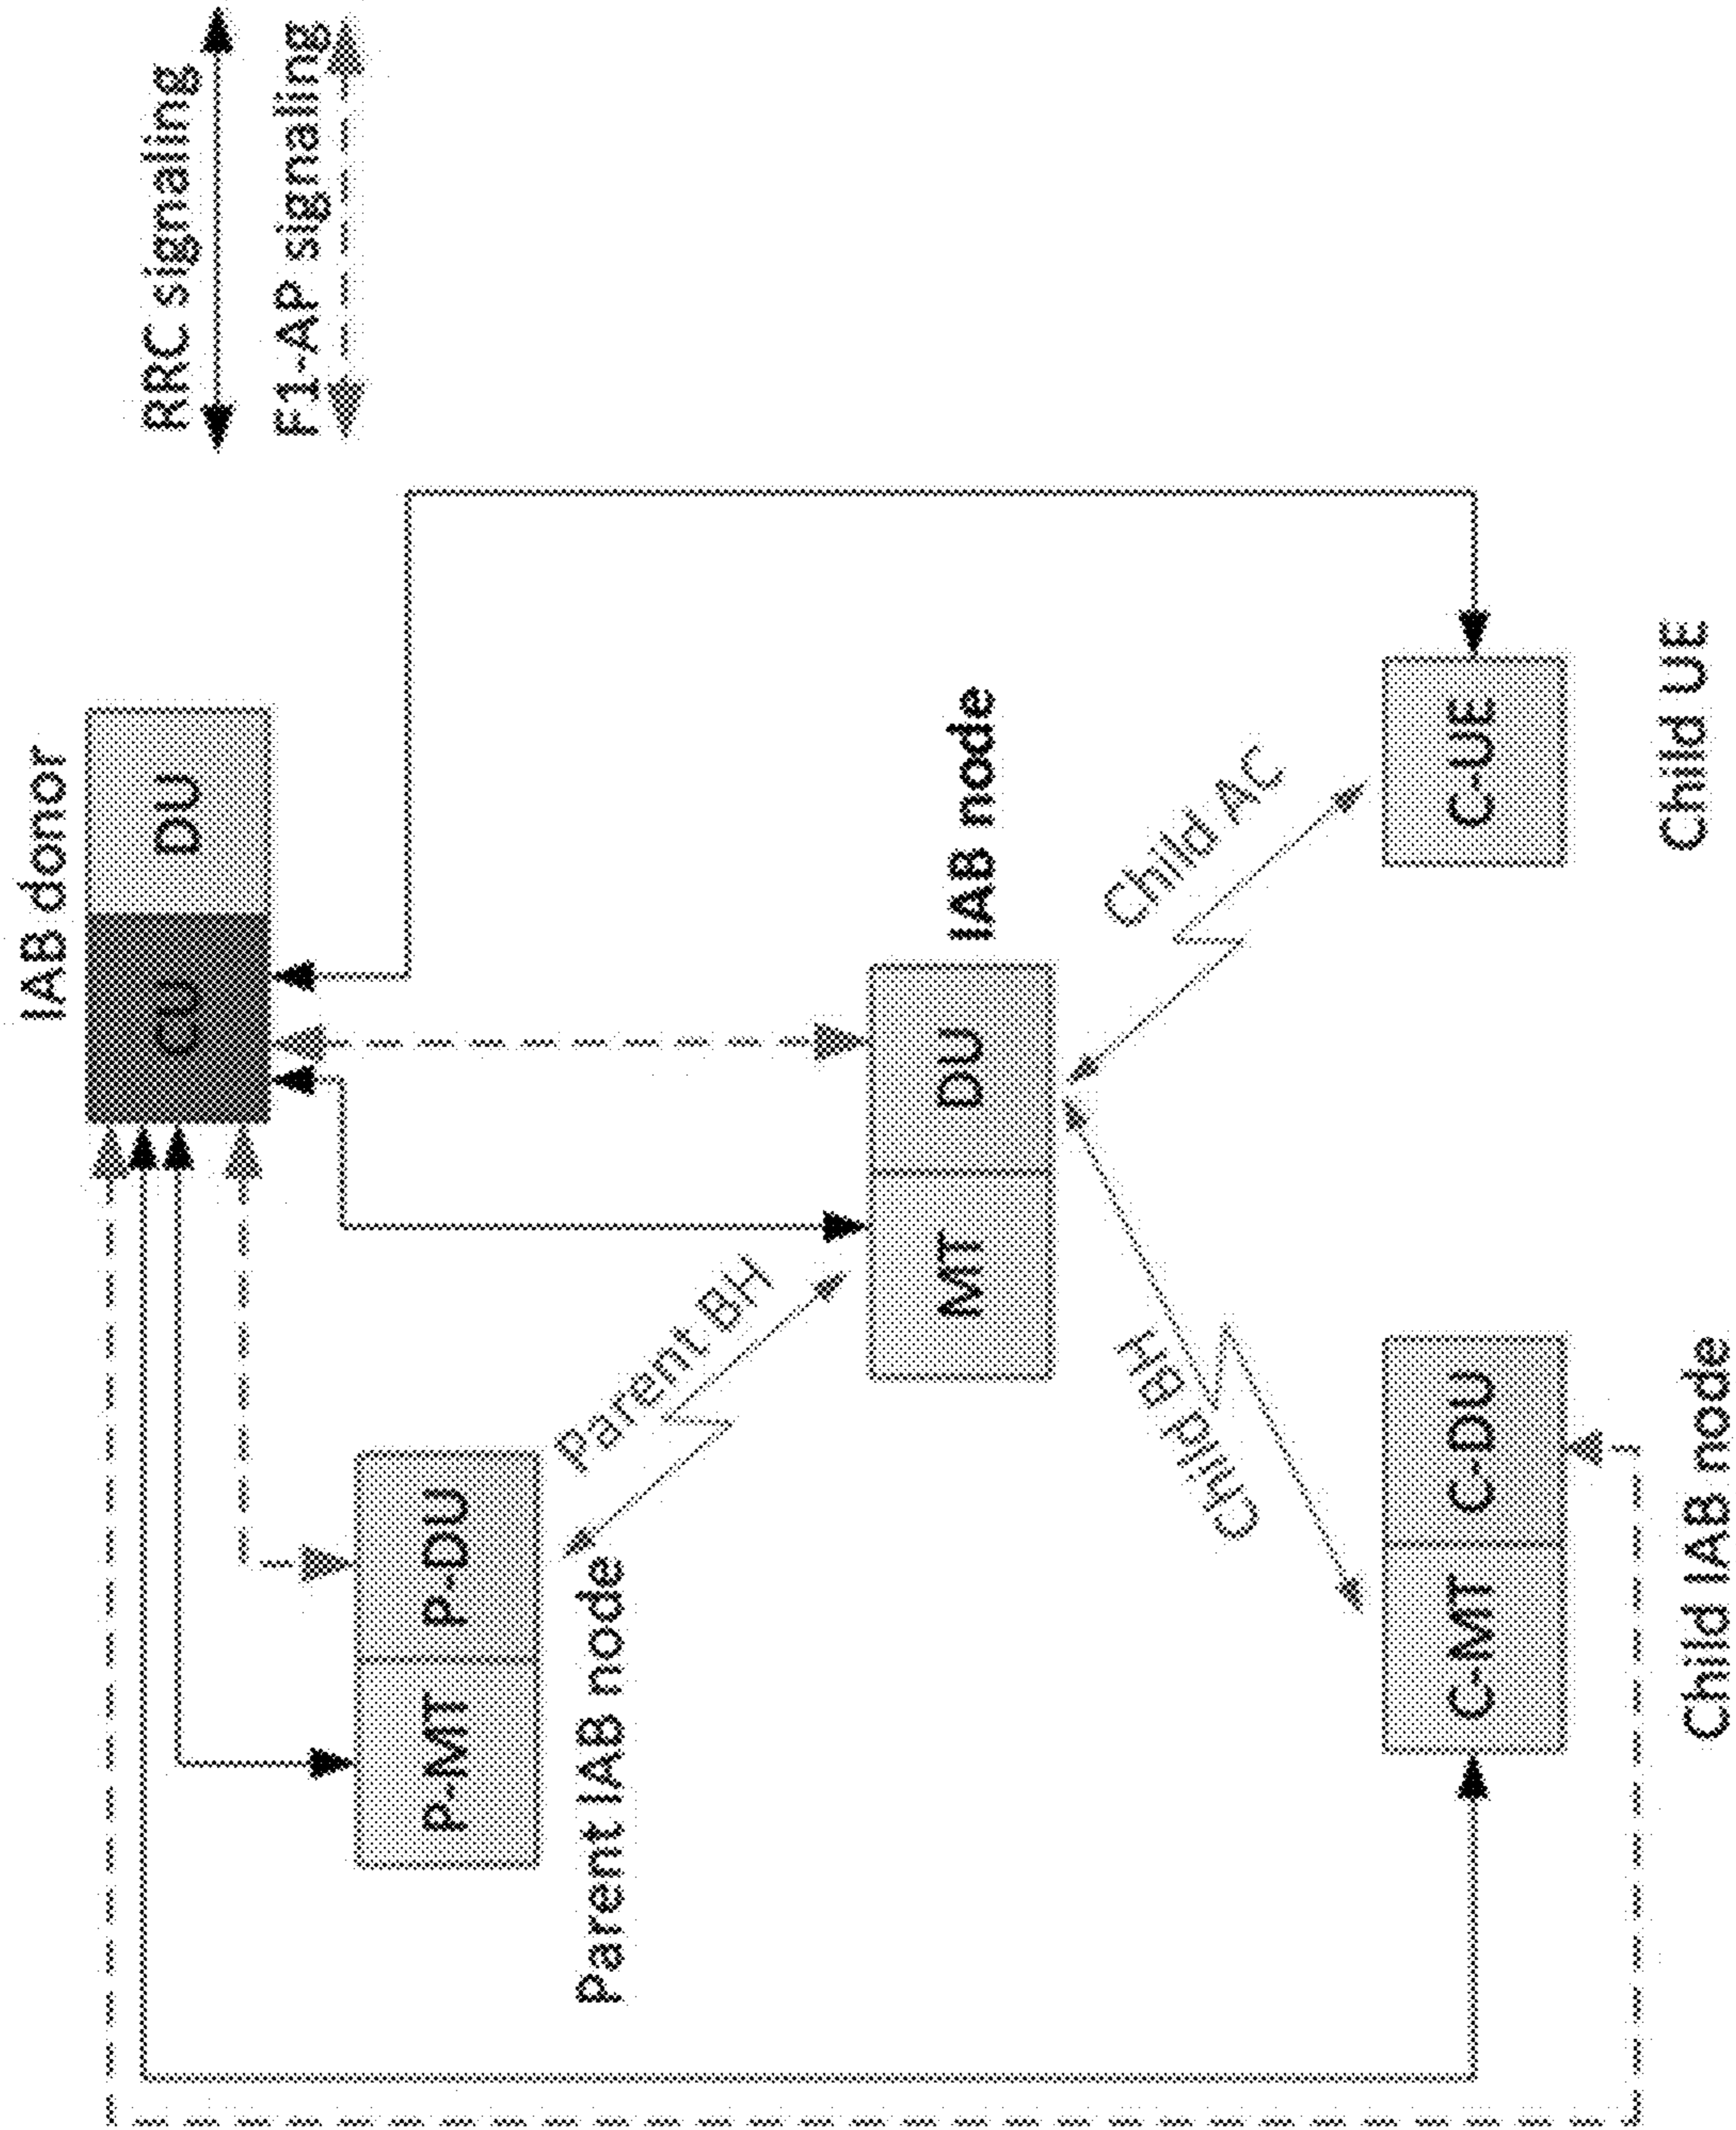 IAB donor
CU
DU
RRC signaling
F1-AP signaling
P-MT
P-DU
Parent IAB node
Parent BH
MT
DU
IAB node
Child BH
Child AC
C-MT
C-DU
C-UE
Child IAB node
Child UE